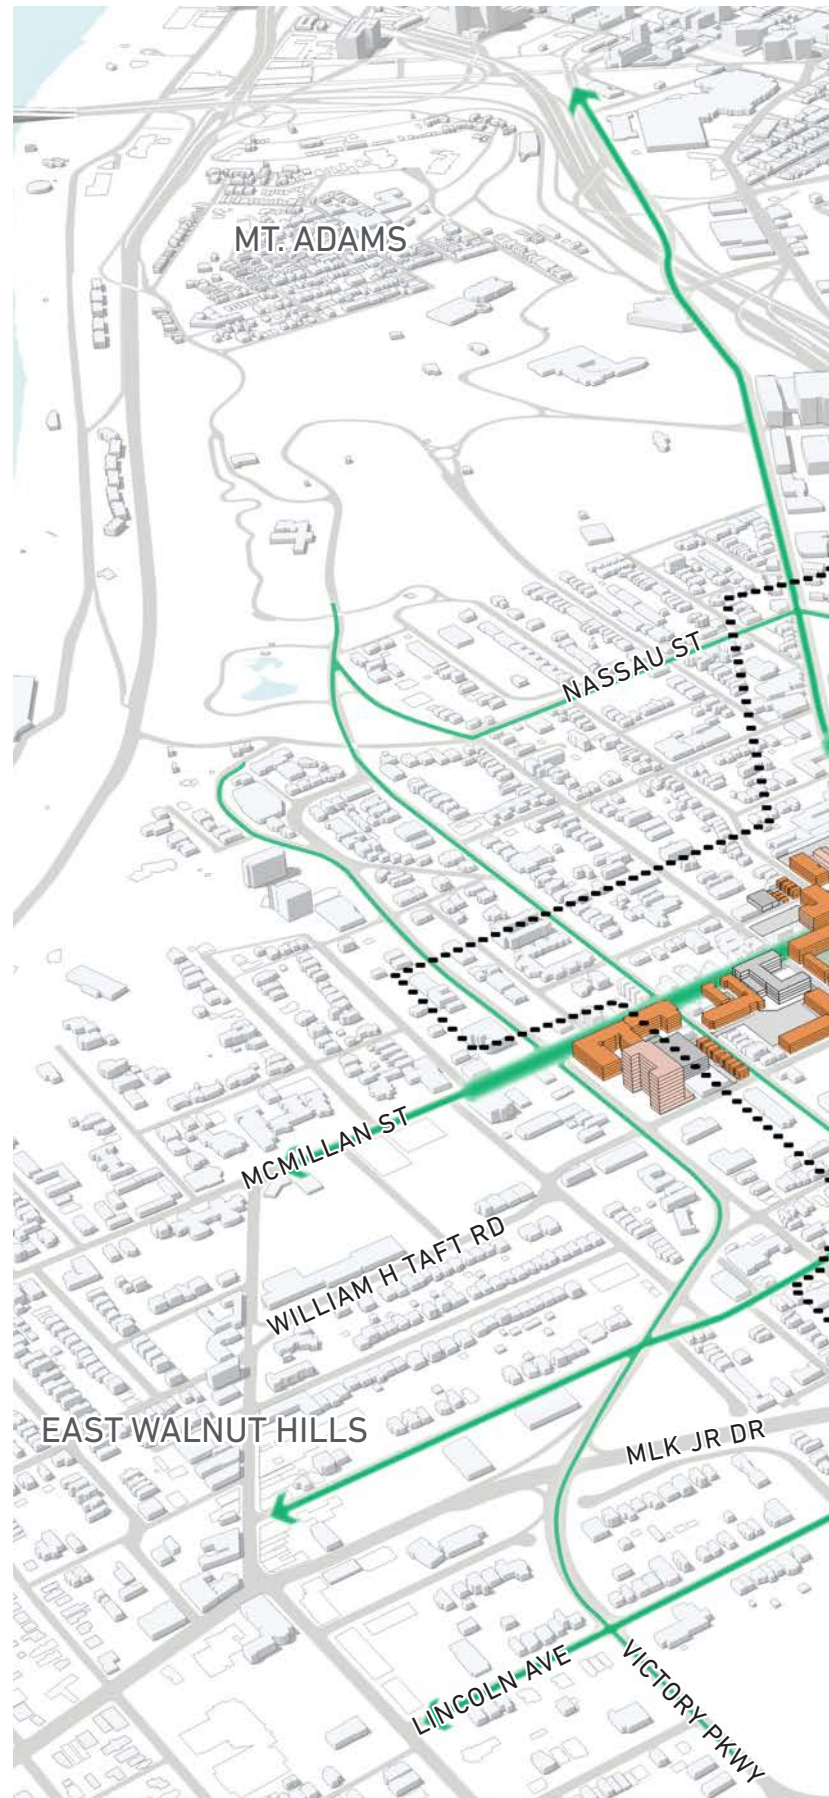 MT. ADAMS
NASSAU ST
MCMILLAN ST
WILLIAM H TAFT RD
EAST WALNUT HILLS
MLK JR DR
LINCOLN AVE
VICTORY PKWY